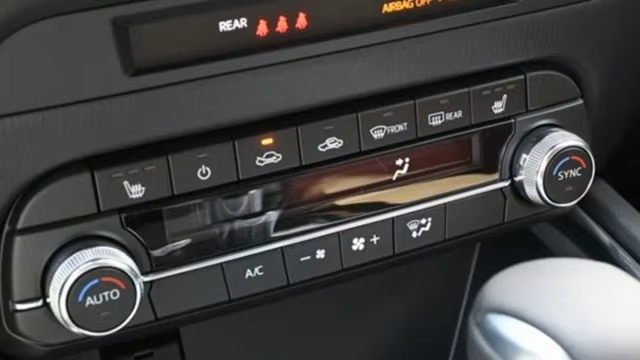 REAR
AIRBAG OFF
FRONT
REAR
SYNC
A/C
AUTO